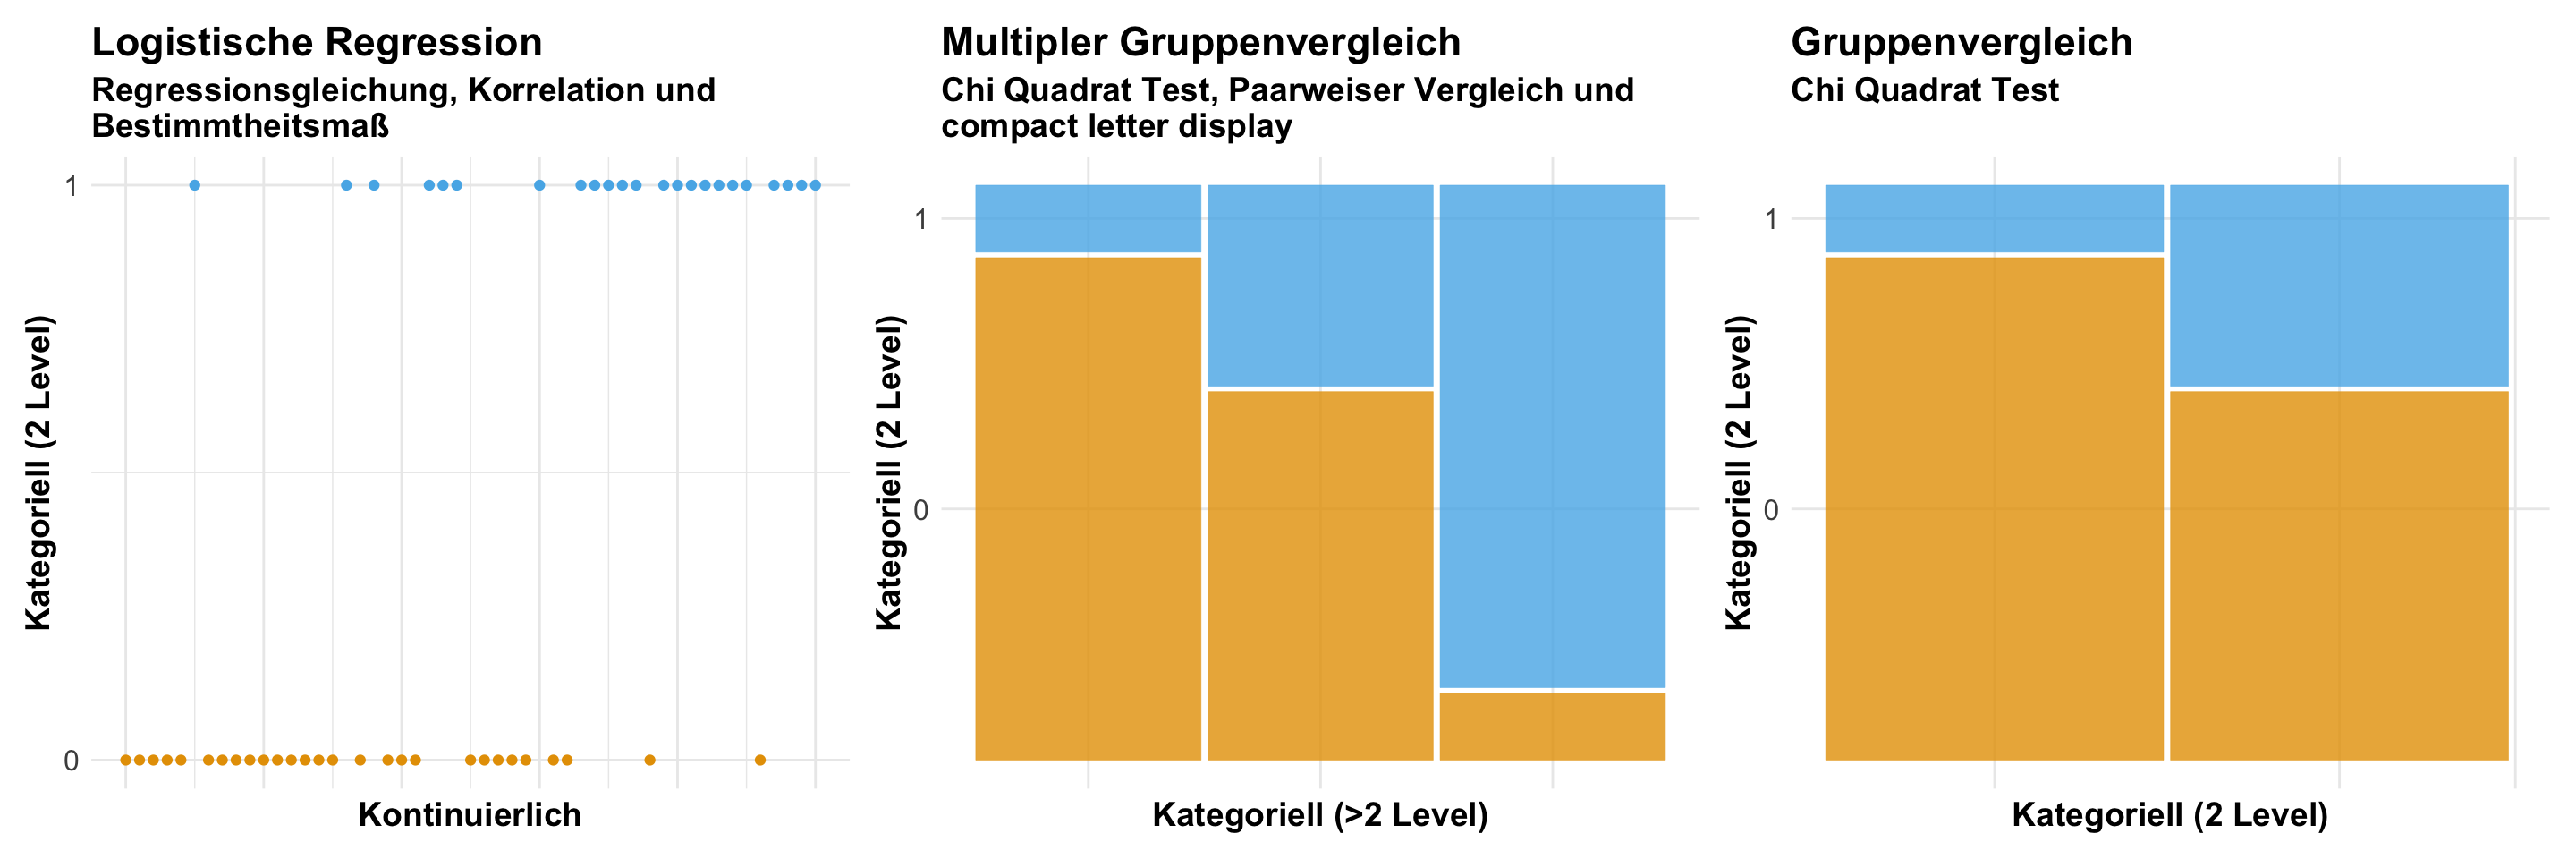 Logistische Regression
Regressionsgleichung, Korrelation und
Bestimmtheitsmaß
1
0
Kategoriell (2 Level)
Kontinuierlich
Multipler Gruppenvergleich
Chi Quadrat Test, Paarweiser Vergleich und
compact letter display
1
0
Kategoriell (2 Level)
Kategoriell (>2 Level)
Gruppenvergleich
Chi Quadrat Test
1
0
Kategoriell (2 Level)
Kategoriell (2 Level)